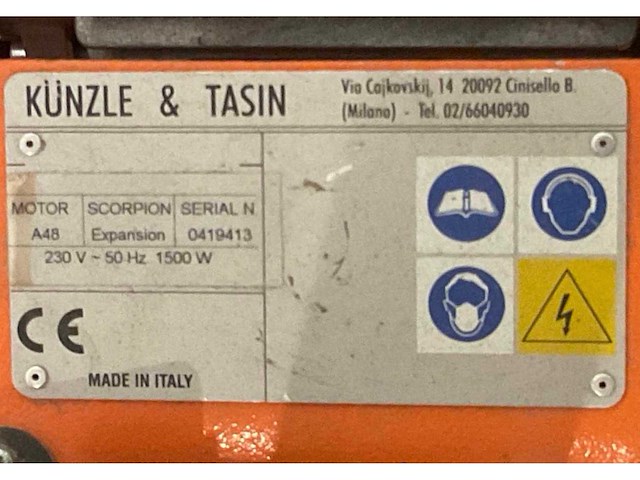 KÜNZLE & TASIN
Via Cajkovskij, 14 20092 Cinisello B.
(Milano) - Tel. 02/66040930
MOTOR SCORPION SERIAL N
A48 Expansion 0419413
230 V ~ 50 Hz 1500 W
CE
MADE IN ITALY